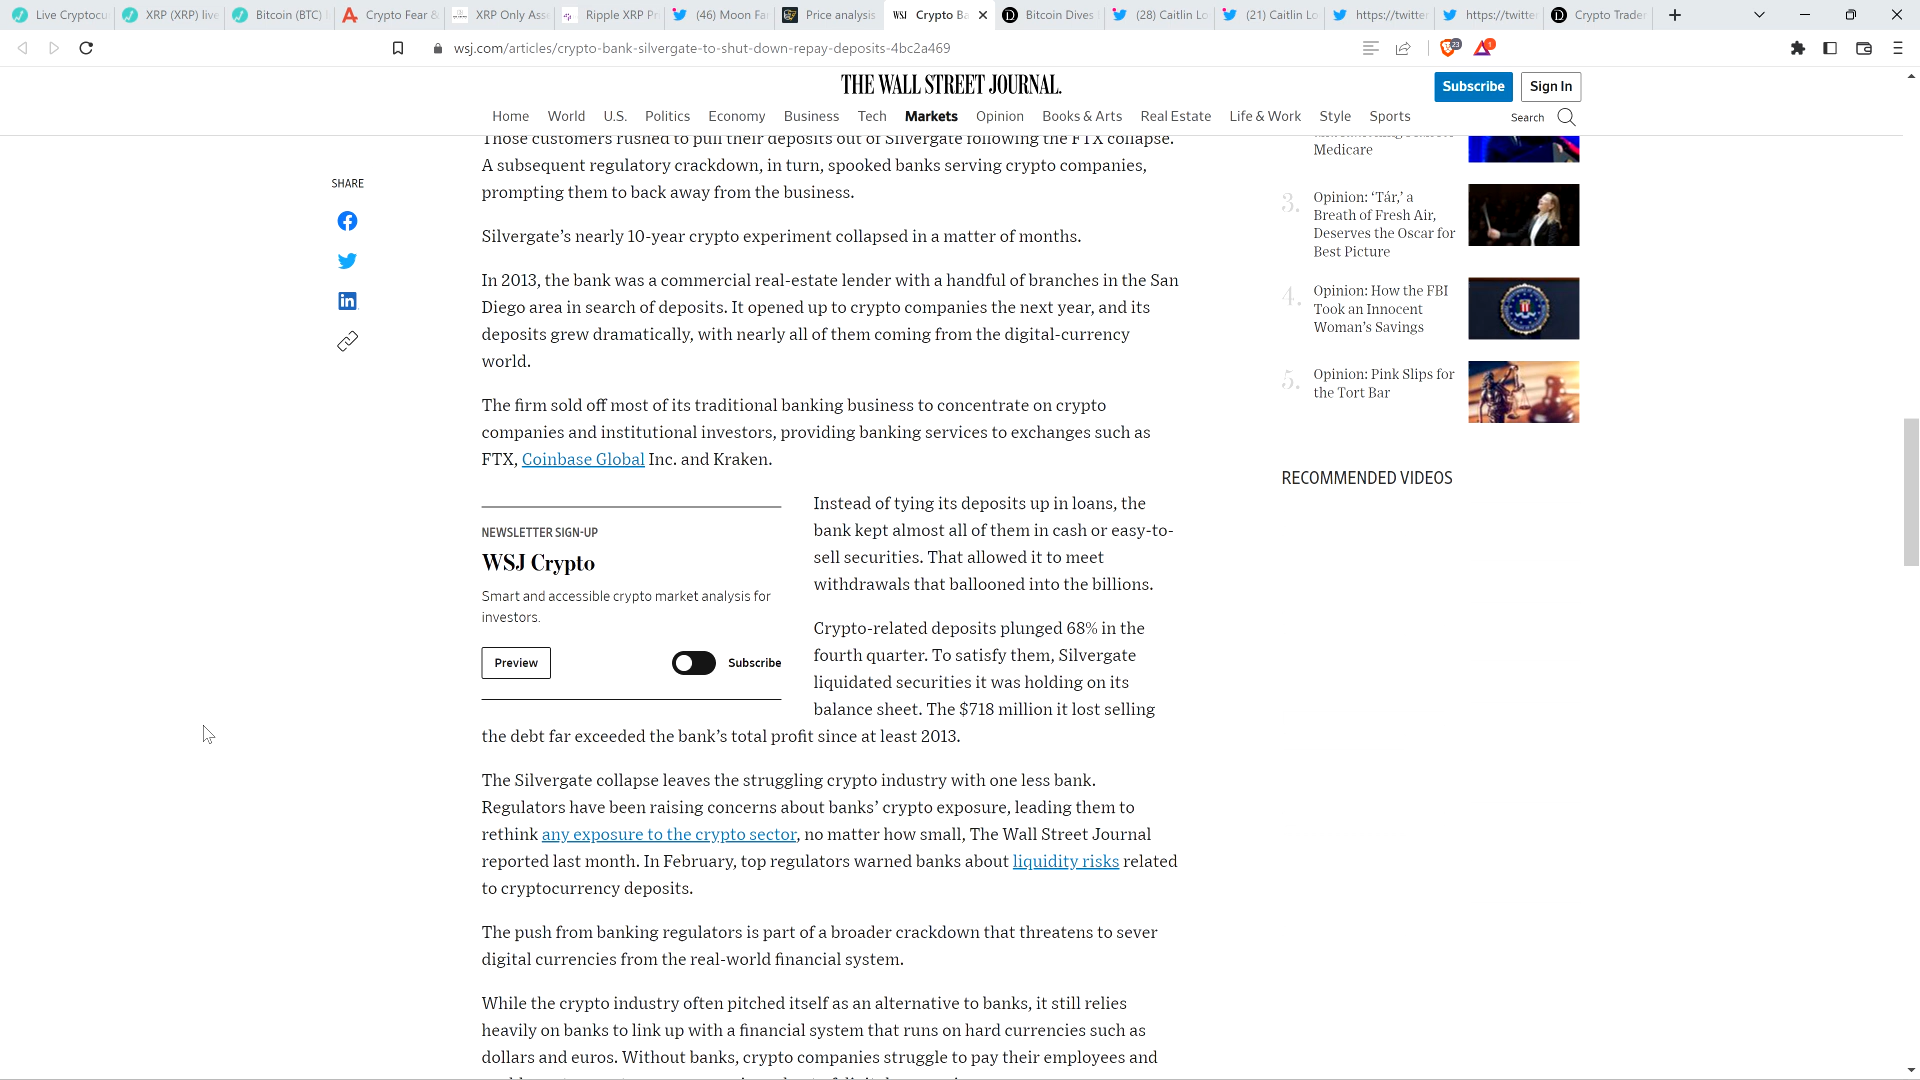 Live Cryptocur
XRP (XRP) live
Bitcoin (BTC)
Crypto Fear &
XRP Only Asse
Ripple XRP Pr
(46) Moon Fa
Price analysis
WSJ Crypto Ba
Bitcoin Dives
(28) Caitlin Lo
(21) Caitlin Lo
https://twitter
https://twitter
Crypto Trader
wsj.com/articles/crypto-bank-silvergate-to-shut-down-repay-deposits-4bc2a469
THE WALL STREET JOURNAL.
Subscribe
Sign In
Home World U.S. Politics Economy Business Tech Markets Opinion Books & Arts Real Estate Life & Work Style Sports
Search
SHARE
Those customers rushed to pull their deposits out of Silvergate following the FTX collapse.
A subsequent regulatory crackdown, in turn, spooked banks serving crypto companies,
prompting them to back away from the business.
Silvergate’s nearly 10-year crypto experiment collapsed in a matter of months.
In 2013, the bank was a commercial real-estate lender with a handful of branches in the San
Diego area in search of deposits. It opened up to crypto companies the next year, and its
deposits grew dramatically, with nearly all of them coming from the digital-currency
world.
The firm sold off most of its traditional banking business to concentrate on crypto
companies and institutional investors, providing banking services to exchanges such as
FTX, Coinbase Global Inc. and Kraken.
NEWSLETTER SIGN-UP
WSJ Crypto
Smart and accessible crypto market analysis for
investors.
Preview
Subscribe
Instead of tying its deposits up in loans, the
bank kept almost all of them in cash or easy-to-
sell securities. That allowed it to meet
withdrawals that ballooned into the billions.
Crypto-related deposits plunged 68% in the
fourth quarter. To satisfy them, Silvergate
liquidated securities it was holding on its
balance sheet. The $718 million it lost selling
the debt far exceeded the bank’s total profit since at least 2013.
The Silvergate collapse leaves the struggling crypto industry with one less bank.
Regulators have been raising concerns about banks’ crypto exposure, leading them to
rethink any exposure to the crypto sector, no matter how small, The Wall Street Journal
reported last month. In February, top regulators warned banks about liquidity risks related
to cryptocurrency deposits.
The push from banking regulators is part of a broader crackdown that threatens to sever
digital currencies from the real-world financial system.
While the crypto industry often pitched itself as an alternative to banks, it still relies
heavily on banks to link up with a financial system that runs on hard currencies such as
dollars and euros. Without banks, crypto companies struggle to pay their employees and
Medicare
3. Opinion: ‘Tár,’ a
Breath of Fresh Air,
Deserves the Oscar for
Best Picture
4. Opinion: How the FBI
Took an Innocent
Woman’s Savings
5. Opinion: Pink Slips for
the Tort Bar
RECOMMENDED VIDEOS